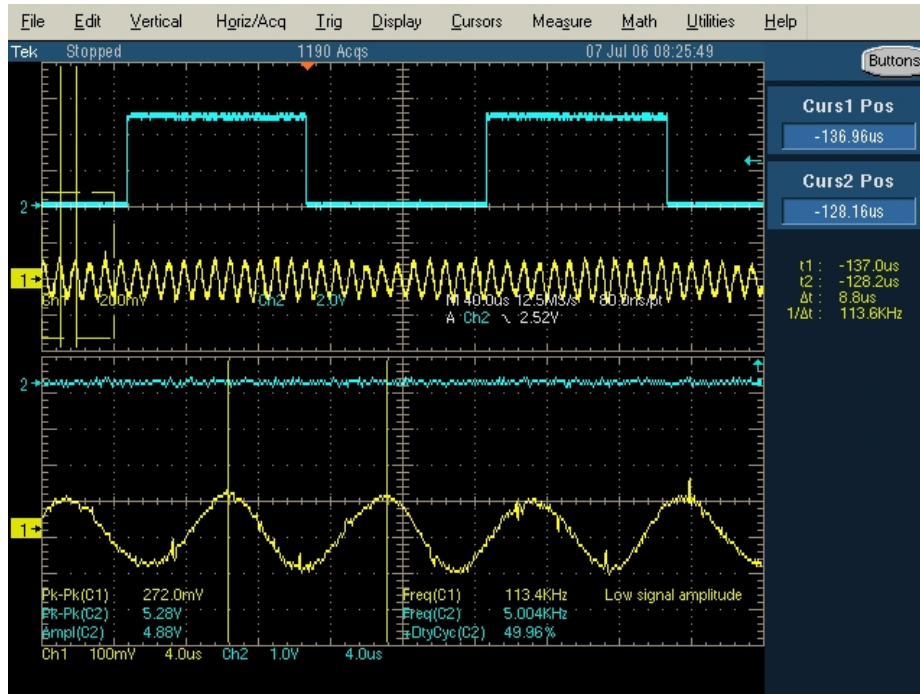 File Edit Vertical Horiz/Acq Trig Display Cursors Measure Math Utilities Help
Tek Stopped 1190 Acqs 07 Jul 06 08:25:49
Buttons
Curs1 Pos
-136.96us
Curs2 Pos
-128.16us
2
1
t1 : -137.0us
t2 : -128.2us
Δt : 8.8us
1/Δt : 113.6KHz
Ch1 200mV Ch2 2.0V M 40.0us 12.5MS/s 80.0ns/pt
A Ch2 \ 2.52V
2
1
Pk-Pk(C1) 272.0mV Freq(C1) 113.4KHz Low signal amplitude
Pk-Pk(C2) 5.28V Freq(C2) 5.004KHz
Ampl(C2) 4.88V +DtyCyc(C2) 49.96%
Ch1 100mV 4.0us Ch2 1.0V 4.0us